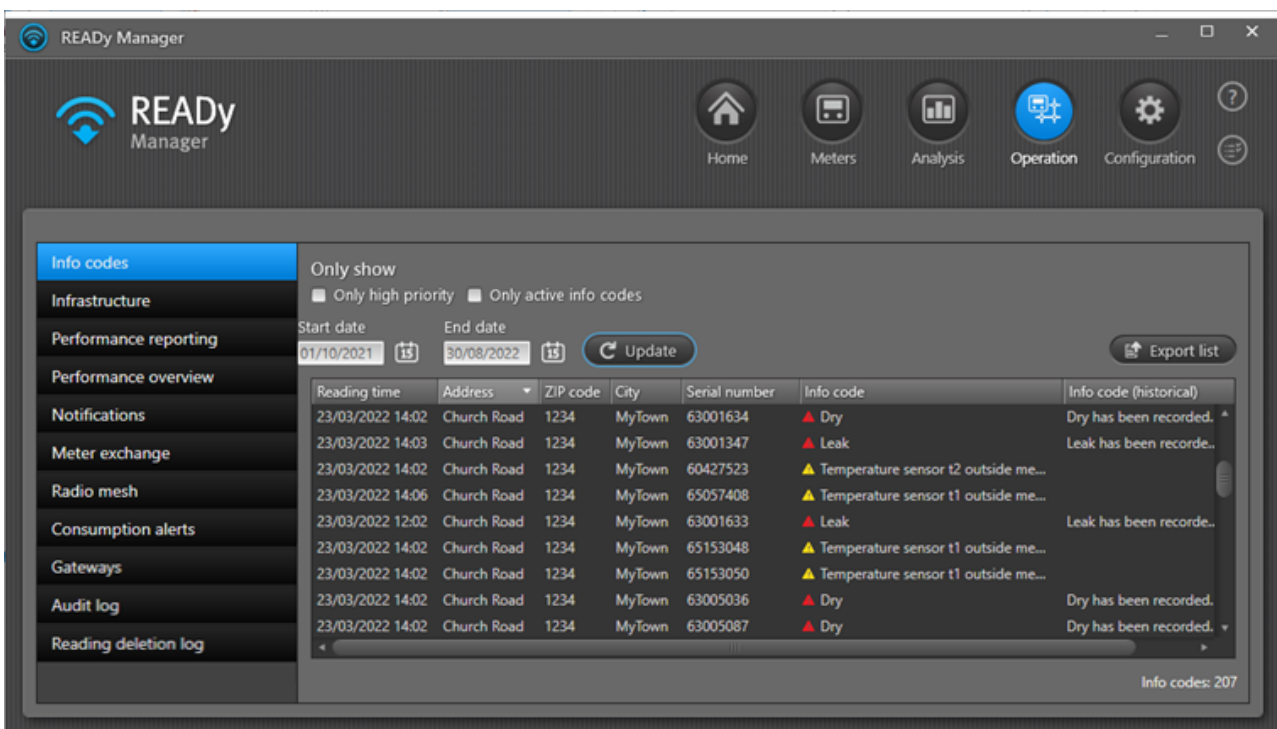 READy Manager
READy
Manager
Home Meters Analysis Operation Configuration
Info codes
Infrastructure
Performance reporting
Performance overview
Notifications
Meter exchange
Radio mesh
Consumption alerts
Gateways
Audit log
Reading deletion log
Only show
Only high priority Only active info codes
Start date End date
01/10/2021 15 30/08/2022 15 Update Export list
Reading time Address ZIP code City Serial number Info code Info code (historical)
23/03/2022 14:02 Church Road 1234 MyTown 63001634 Dry Dry has been recorded.
23/03/2022 14:03 Church Road 1234 MyTown 63001347 Leak Leak has been recorde..
23/03/2022 14:02 Church Road 1234 MyTown 60427523 Temperature sensor t2 outside me...
23/03/2022 14:06 Church Road 1234 MyTown 65057408 Temperature sensor t1 outside me...
23/03/2022 12:02 Church Road 1234 MyTown 63001633 Leak Leak has been recorde..
23/03/2022 14:02 Church Road 1234 MyTown 65153048 Temperature sensor t1 outside me...
23/03/2022 14:02 Church Road 1234 MyTown 65153050 Temperature sensor t1 outside me...
23/03/2022 14:02 Church Road 1234 MyTown 63005036 Dry Dry has been recorded.
23/03/2022 14:02 Church Road 1234 MyTown 63005087 Dry Dry has been recorded.
Info codes: 207